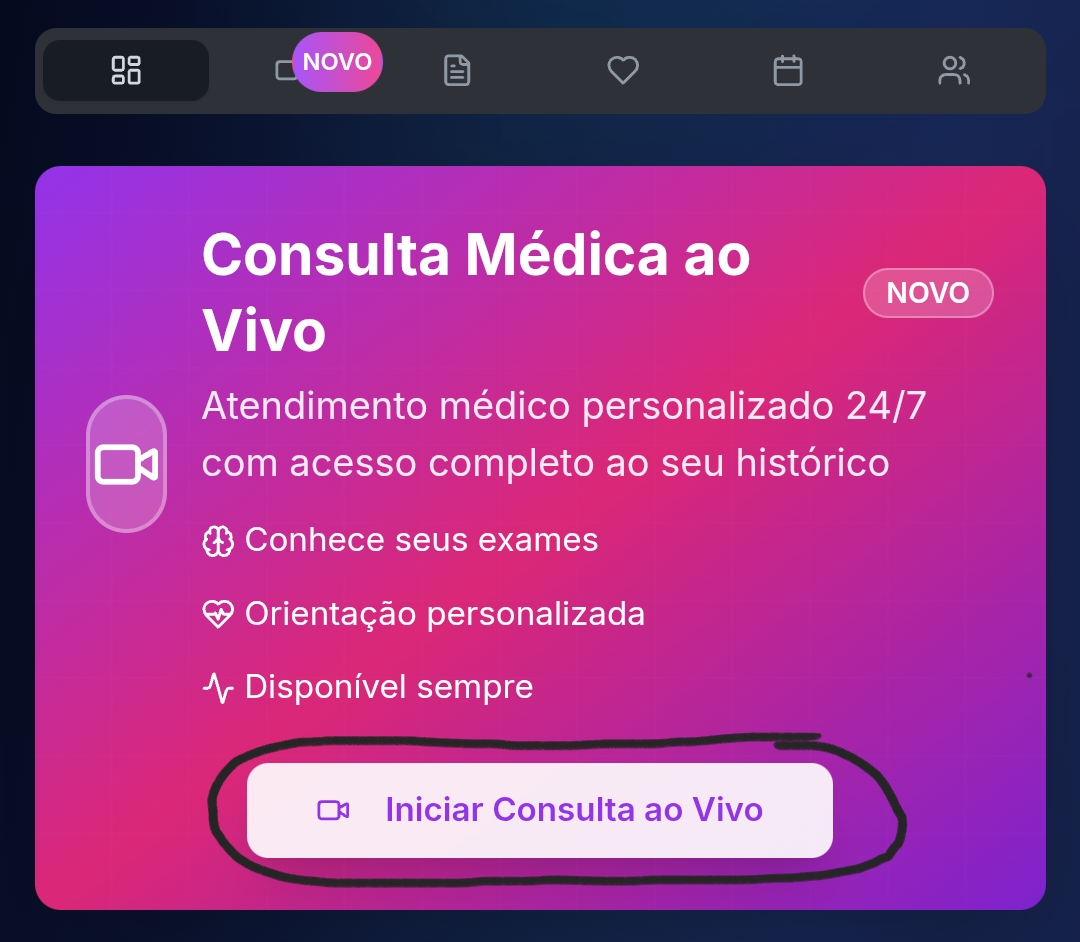 NOVO
Consulta Médica ao
Vivo
NOVO
Atendimento médico personalizado 24/7
com acesso completo ao seu histórico
Conhece seus exames
Orientação personalizada
Disponível sempre
Iniciar Consulta ao Vivo